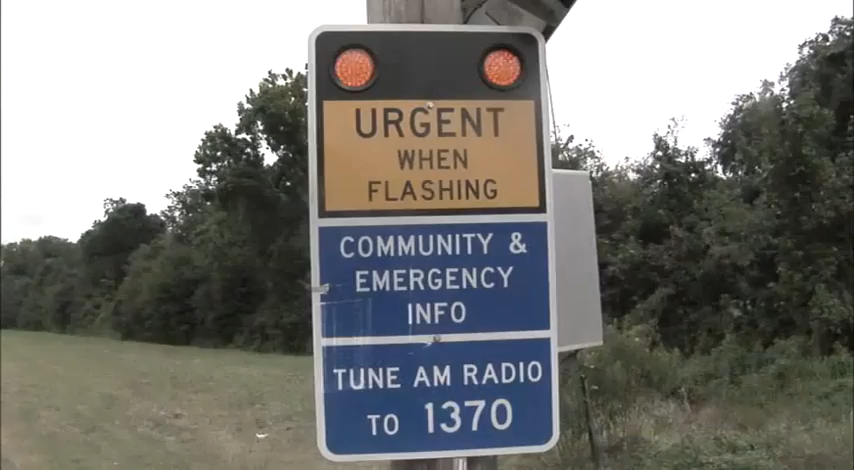 URGENT
WHEN
FLASHING
COMMUNITY &
EMERGENCY
INFO
TUNE AM RADIO
TO 1370